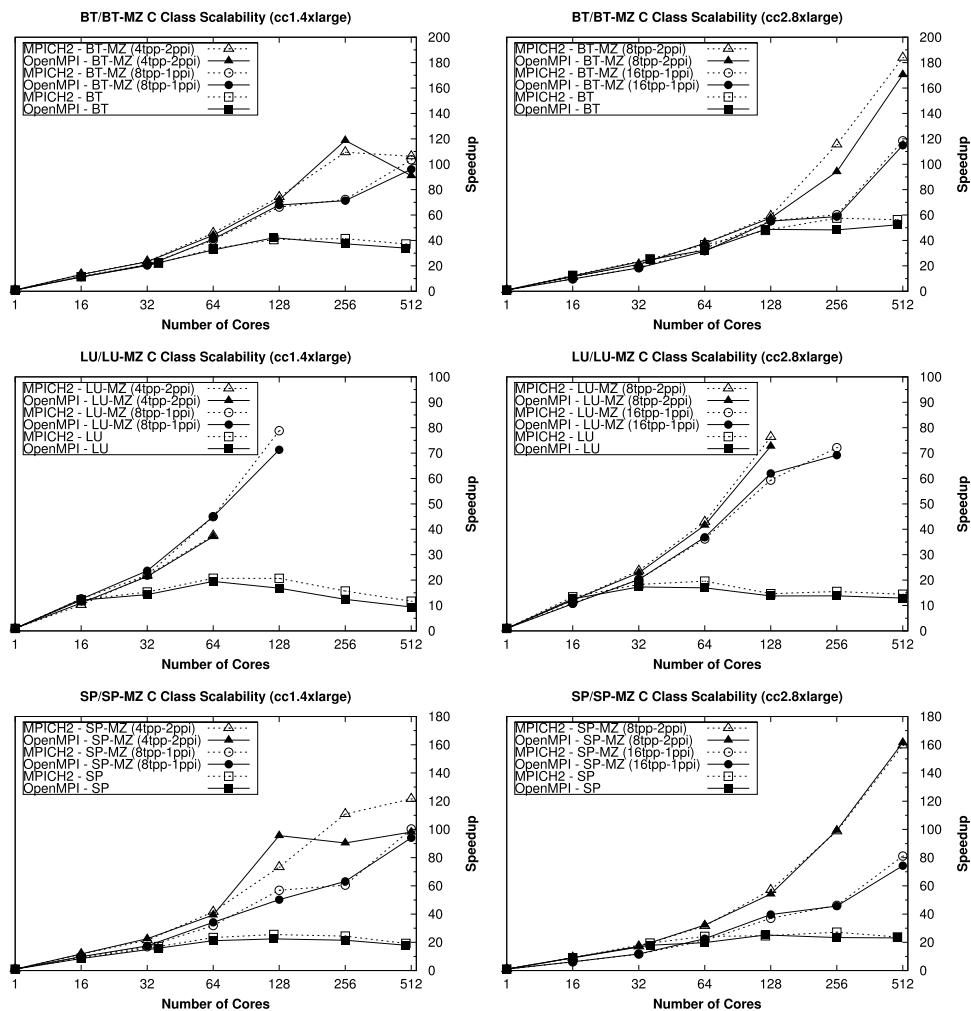 BT/BT-MZ C Class Scalability (cc1.4xlarge)
MPICH2 - BT-MZ (4tpp-2ppi)
OpenMPI - BT-MZ (4tpp-2ppi)
MPICH2 - BT-MZ (8tpp-1ppi)
OpenMPI - BT-MZ (8tpp-1ppi)
MPICH2 - BT
OpenMPI - BT
200
180
160
140
120
100
80
60
40
20
0
Speedup
1 16 32 64 128 256 512
Number of Cores
BT/BT-MZ C Class Scalability (cc2.8xlarge)
MPICH2 - BT-MZ (8tpp-2ppi)
OpenMPI - BT-MZ (8tpp-2ppi)
MPICH2 - BT-MZ (16tpp-1ppi)
OpenMPI - BT-MZ (16tpp-1ppi)
MPICH2 - BT
OpenMPI - BT
200
180
160
140
120
100
80
60
40
20
0
Speedup
1 16 32 64 128 256 512
Number of Cores
LU/LU-MZ C Class Scalability (cc1.4xlarge)
MPICH2 - LU-MZ (4tpp-2ppi)
OpenMPI - LU-MZ (4tpp-2ppi)
MPICH2 - LU-MZ (8tpp-1ppi)
OpenMPI - LU-MZ (8tpp-1ppi)
MPICH2 - LU
OpenMPI - LU
100
90
80
70
60
50
40
30
20
10
0
Speedup
1 16 32 64 128 256 512
Number of Cores
LU/LU-MZ C Class Scalability (cc2.8xlarge)
MPICH2 - LU-MZ (8tpp-2ppi)
OpenMPI - LU-MZ (8tpp-2ppi)
MPICH2 - LU-MZ (16tpp-1ppi)
OpenMPI - LU-MZ (16tpp-1ppi)
MPICH2 - LU
OpenMPI - LU
100
90
80
70
60
50
40
30
20
10
0
Speedup
1 16 32 64 128 256 512
Number of Cores
SP/SP-MZ C Class Scalability (cc1.4xlarge)
MPICH2 - SP-MZ (4tpp-2ppi)
OpenMPI - SP-MZ (4tpp-2ppi)
MPICH2 - SP-MZ (8tpp-1ppi)
OpenMPI - SP-MZ (8tpp-1ppi)
MPICH2 - SP
OpenMPI - SP
180
160
140
120
100
80
60
40
20
0
Speedup
1 16 32 64 128 256 512
Number of Cores
SP/SP-MZ C Class Scalability (cc2.8xlarge)
MPICH2 - SP-MZ (8tpp-2ppi)
OpenMPI - SP-MZ (8tpp-2ppi)
MPICH2 - SP-MZ (16tpp-1ppi)
OpenMPI - SP-MZ (16tpp-1ppi)
MPICH2 - SP
OpenMPI - SP
180
160
140
120
100
80
60
40
20
0
Speedup
1 16 32 64 128 256 512
Number of Cores